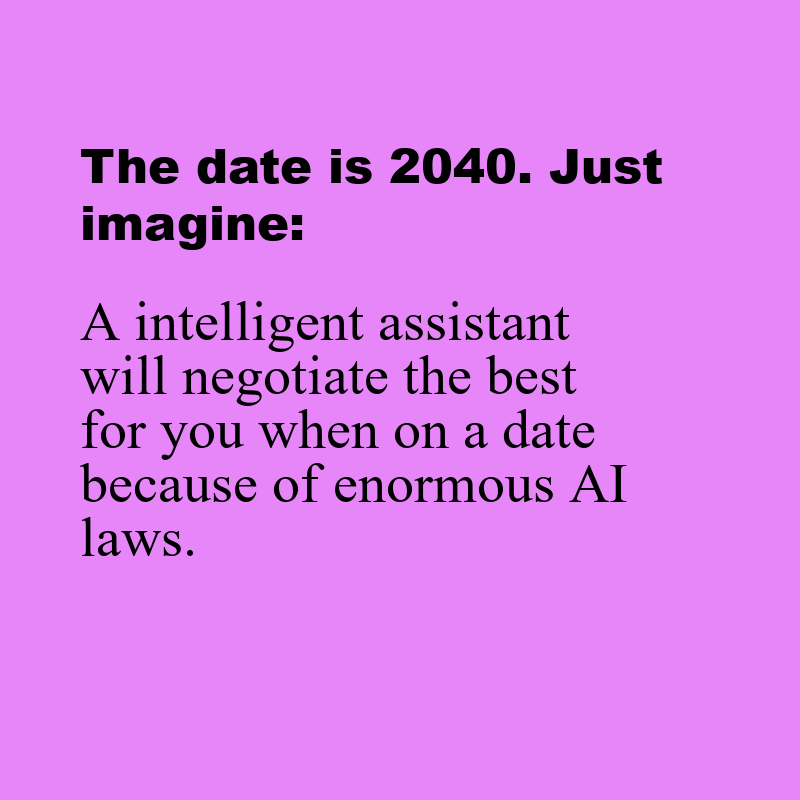 The date is 2040. Just
imagine:
A intelligent assistant
will negotiate the best
for you when on a date
because of enormous AI
laws.